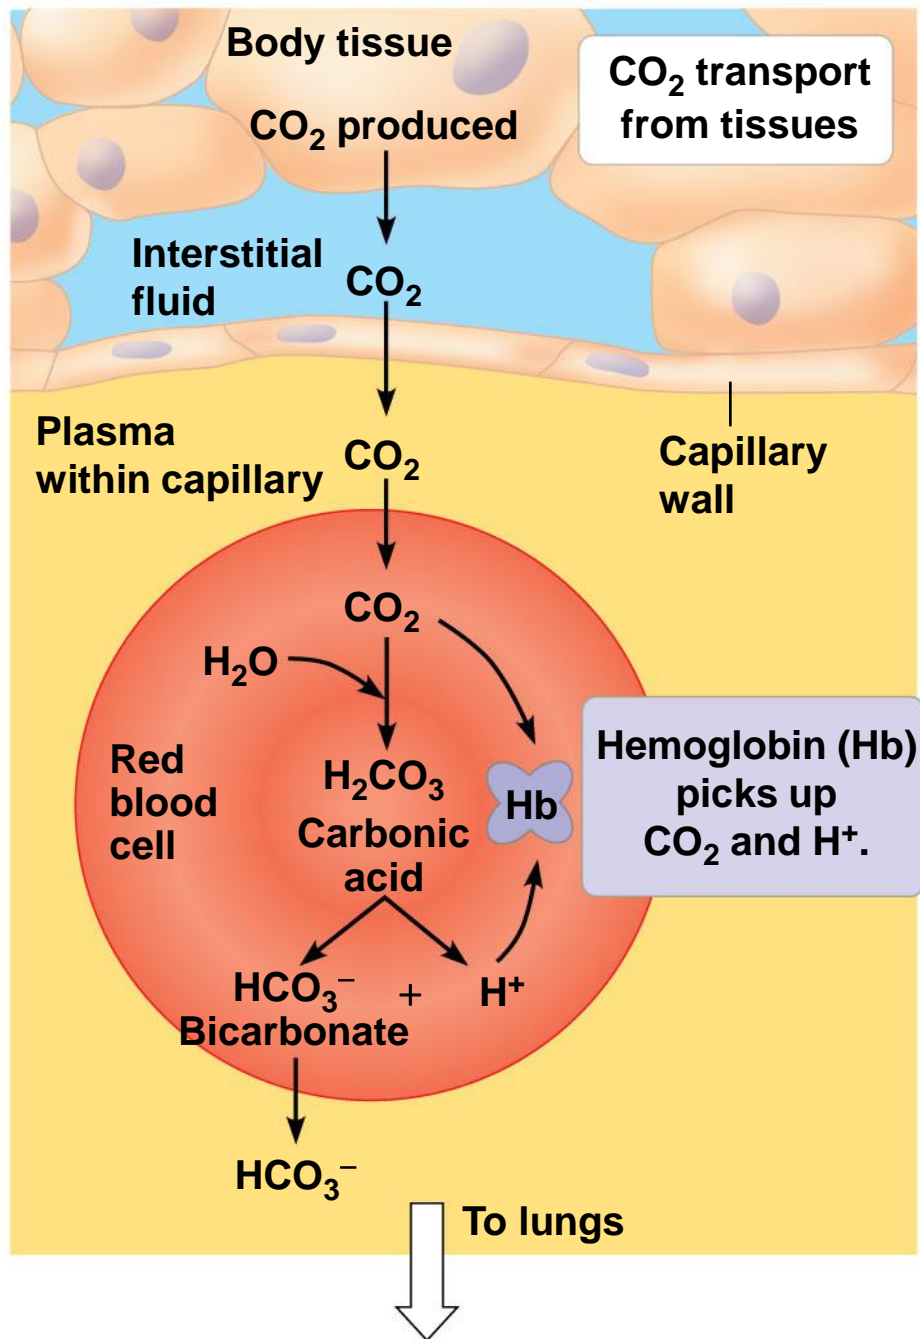 Body tissue
CO₂ transport
from tissues
CO₂ produced
Interstitial
fluid
CO₂
Plasma
within capillary
CO₂
Capillary
wall
CO₂
H₂O
Red
blood
cell
H₂CO₃
Carbonic
acid
Hb
Hemoglobin (Hb)
picks up
CO₂ and H⁺.
HCO₃⁻ + H⁺
Bicarbonate
HCO₃⁻
To lungs